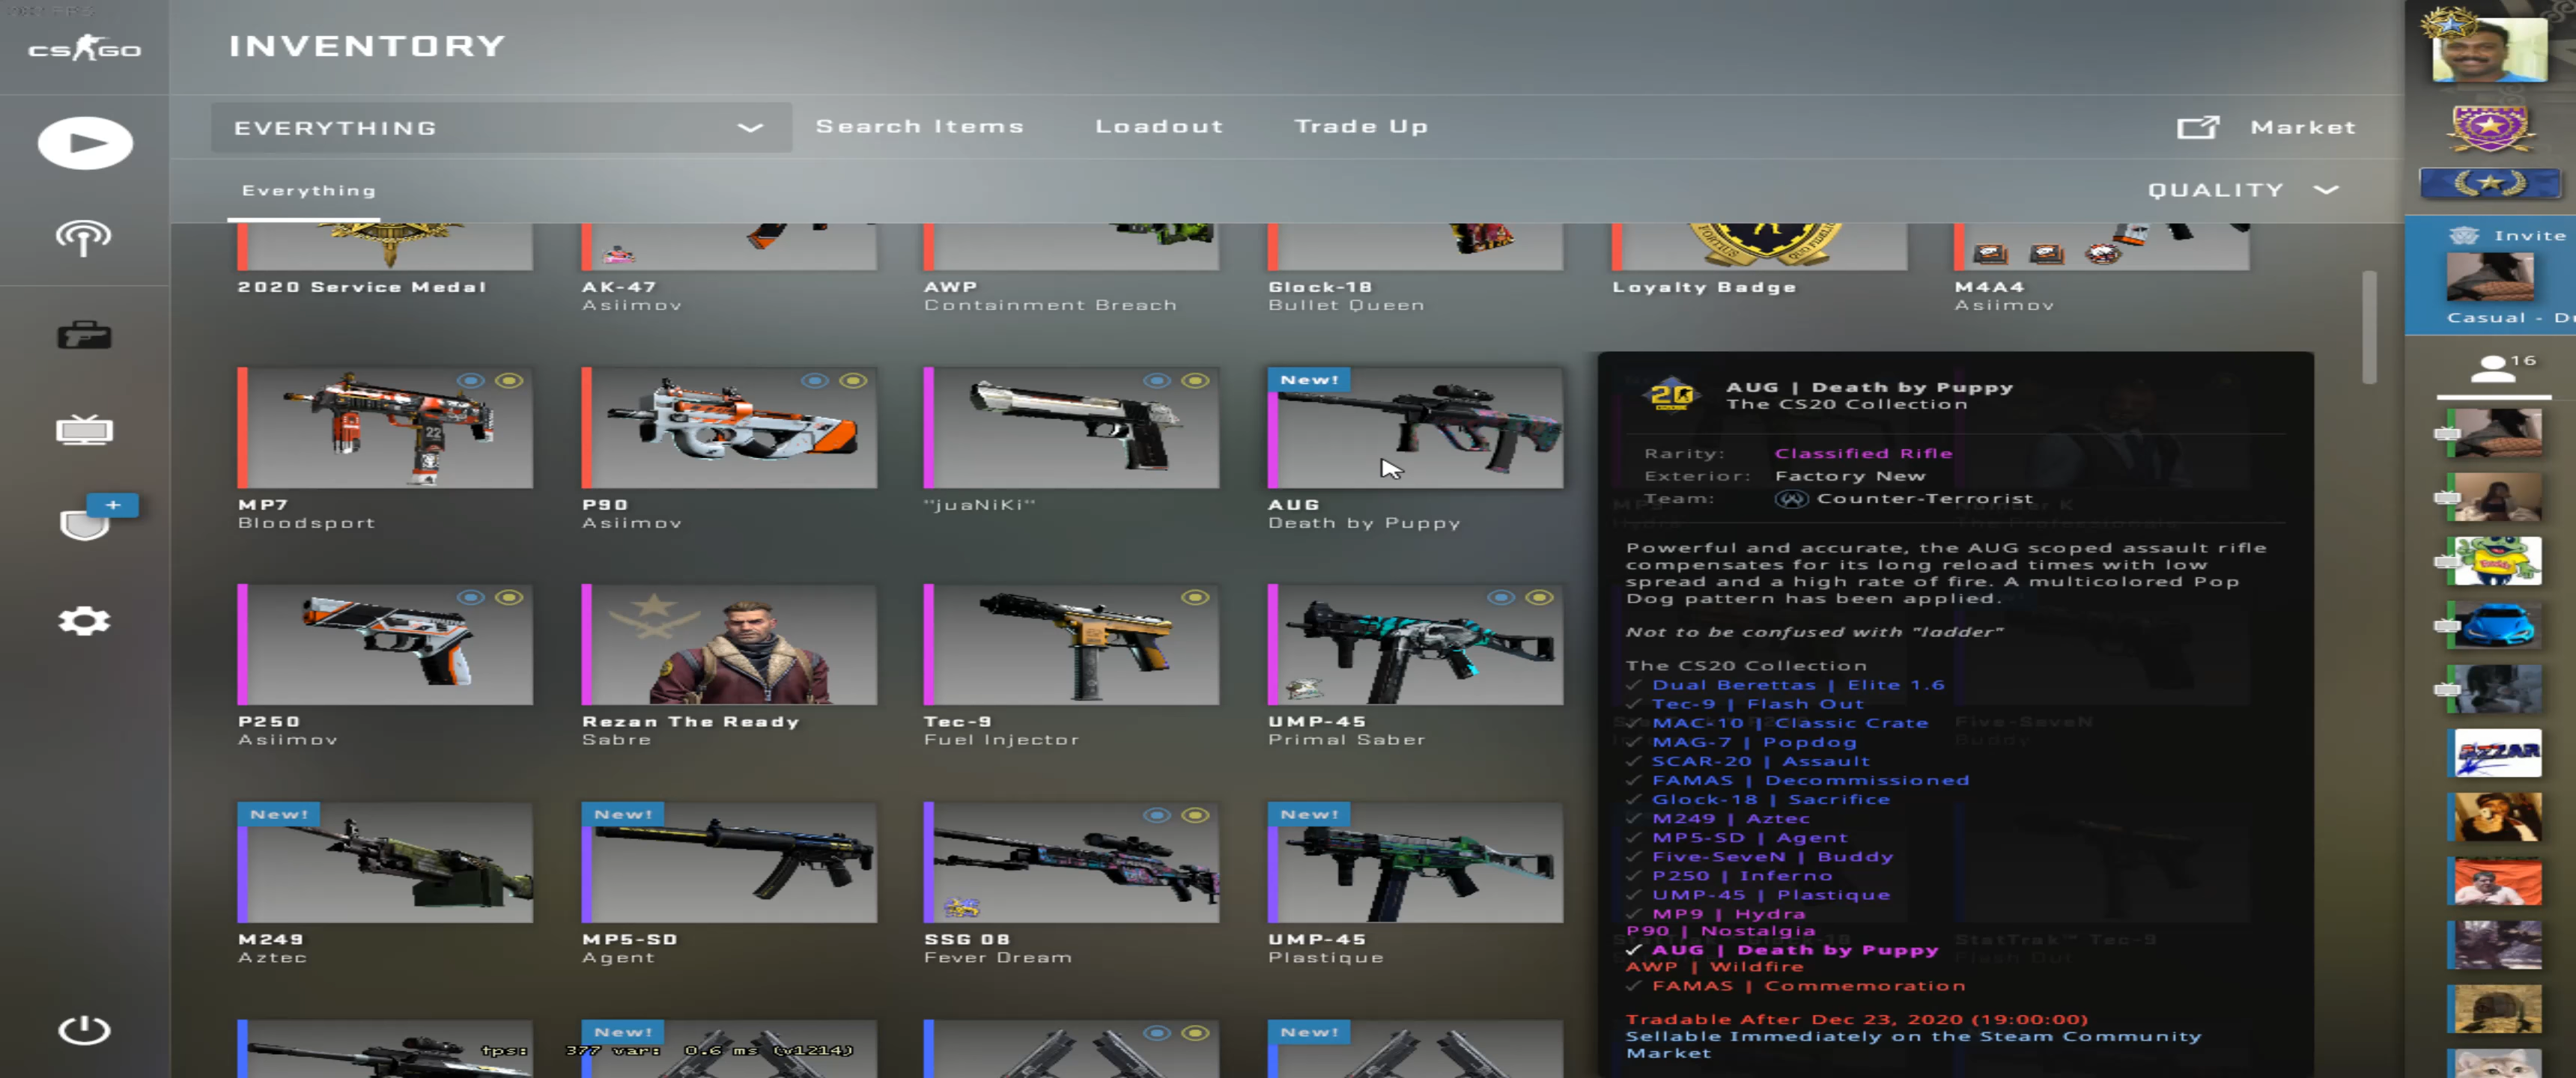 CS GO
INVENTORY
EVERYTHING
Search Items
Loadout
Trade Up
Market
Everything
QUALITY
2020 Service Medal
AK-47
Asiimov
AWP
Containment Breach
Glock-18
Bullet Queen
Loyalty Badge
M4A4
Asiimov
MP7
Bloodsport
P90
Asiimov
"juaNiKi"
New!
AUG
Death by Puppy
P250
Asiimov
Rezan The Ready
Sabre
Tec-9
Fuel Injector
UMP-45
Primal Saber
New!
M249
Aztec
New!
MP5-SD
Agent
SSG 08
Fever Dream
New!
UMP-45
Plastique
New!
New!
fps: 377 var: 0.6 ms (v1214)
20
AUG | Death by Puppy
The CS20 Collection
Rarity: Classified Rifle
Exterior: Factory New
Team: Counter-Terrorist
Powerful and accurate, the AUG scoped assault rifle
compensates for its long reload times with low
spread and a high rate of fire. A multicolored Pop
Dog pattern has been applied.
Not to be confused with "ladder"
The CS20 Collection
✓ Dual Berettas | Elite 1.6
✓ Tec-9 | Flash Out
✓ MAC-10 | Classic Crate
✓ MAG-7 | Popdog
✓ SCAR-20 | Assault
✓ FAMAS | Decommissioned
✓ Glock-18 | Sacrifice
✓ M249 | Aztec
✓ MP5-SD | Agent
✓ Five-SeveN | Buddy
✓ P250 | Inferno
✓ UMP-45 | Plastique
✓ MP9 | Hydra
P90 | Nostalgia
✓ AUG | Death by Puppy
AWP | Wildfire
✓ FAMAS | Commemoration
Tradable After Dec 23, 2020 (19:00:00)
Sellable Immediately on the Steam Community
Market
Invite
Casual -
16